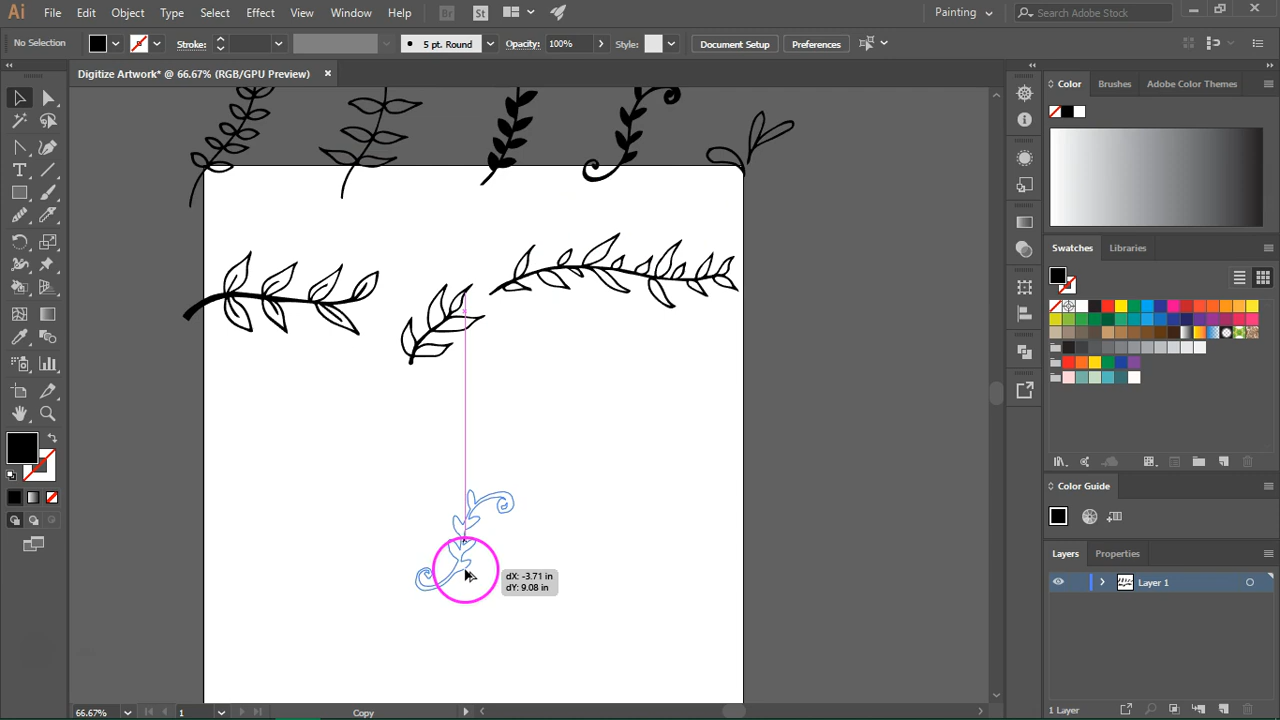 Ai File Edit Object Type Select Effect View Window Help Br St Painting Search Adobe Stock
No Selection Stroke: 5 pt. Round Opacity: 100% Style: Document Setup Preferences
Digitize Artwork* @ 66.67% (RGB/GPU Preview)
Color Brushes Adobe Color Themes
Swatches Libraries
Color Guide
Layers Properties
Layer 1
dX: -3.71 in
dY: 9.08 in
1 Layer
66.67% 1 Copy